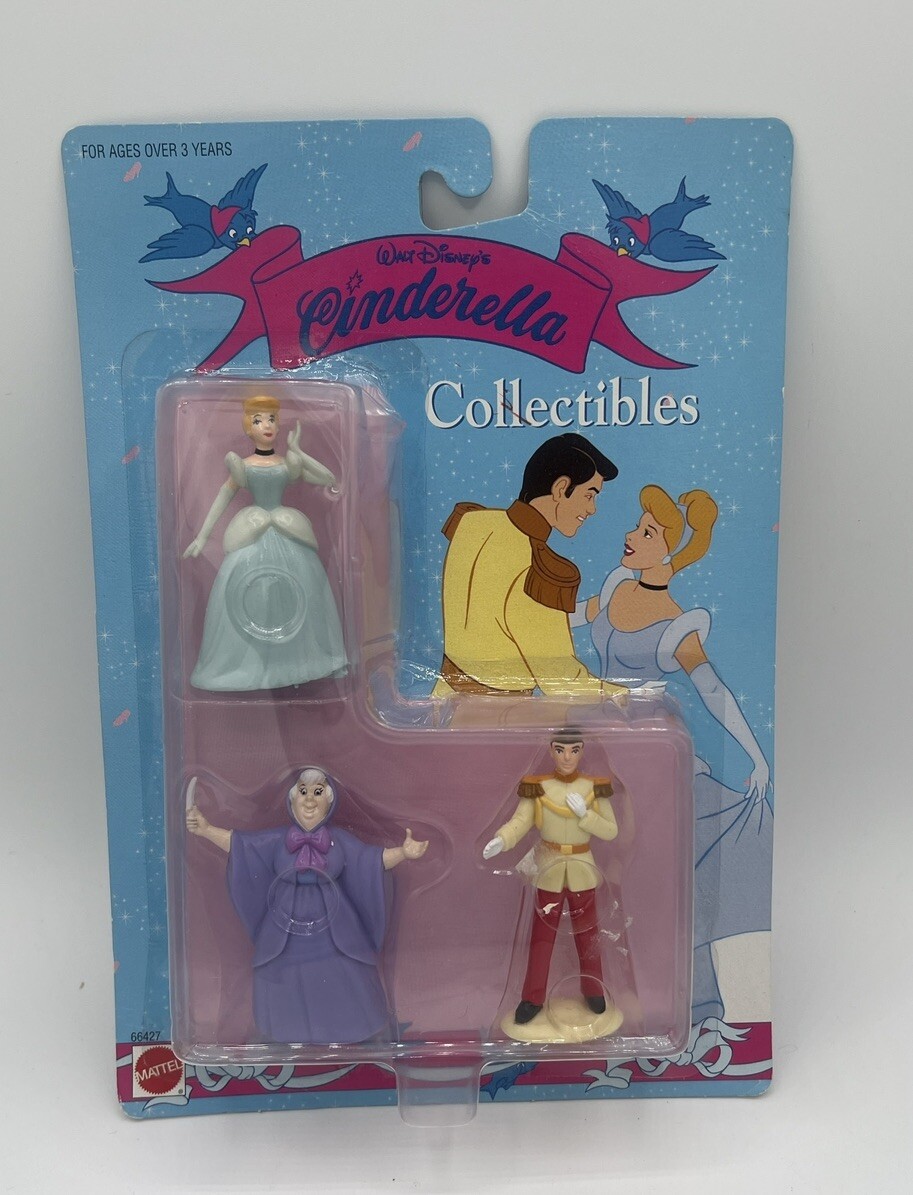 FOR AGES OVER 3 YEARS
WALT DISNEY'S
Cinderella
Collectibles
66427
MATTEL
®